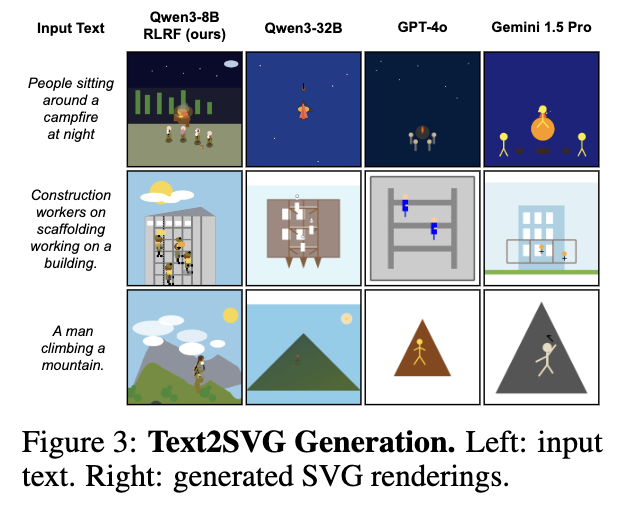 Input Text
Qwen3-8B
RLRF (ours)
Qwen3-32B
GPT-4o
Gemini 1.5 Pro
People sitting
around a
campfire
at night
Construction
workers on
scaffolding
working on a
building.
A man
climbing a
mountain.
Figure 3: Text2SVG Generation. Left: input
text. Right: generated SVG renderings.